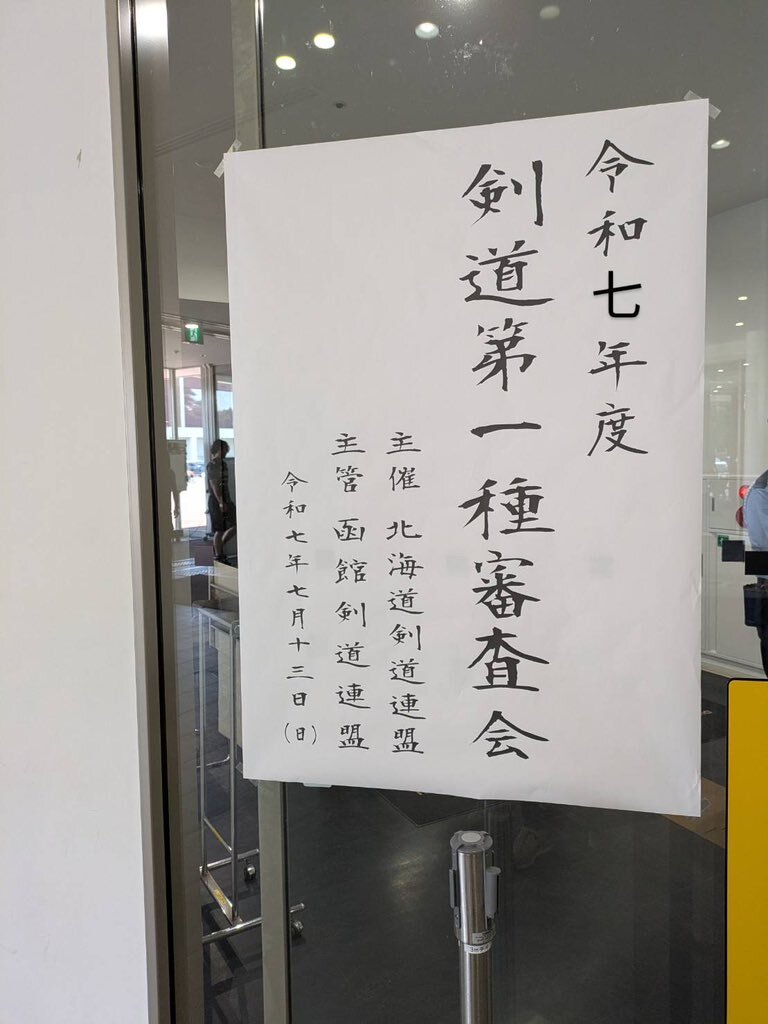 令和七年度
剣道第一種審査会
主催 北海道剣道連盟
主管 函館剣道連盟
令和七年七月十三日(日)